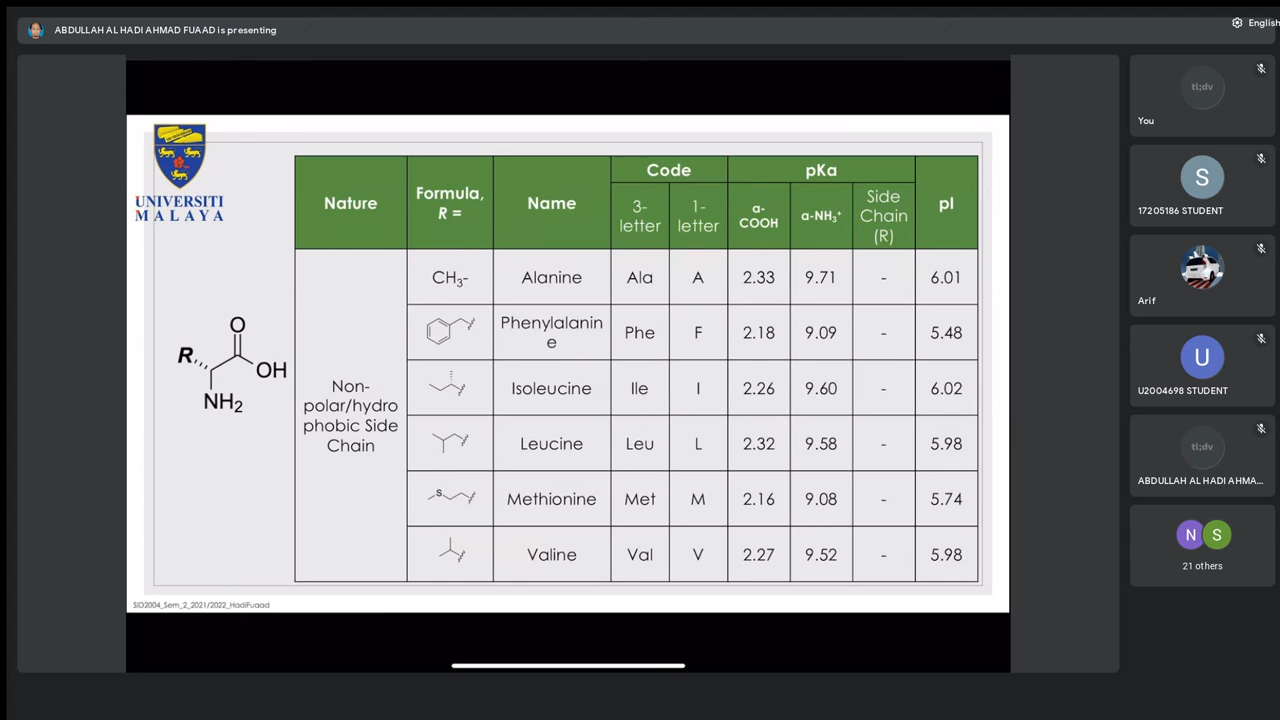 ABDULLAH AL HADI AHMAD FUAAD is presenting
English
UNIVERSITI
MALAYA
R
O
OH
NH2
Nature
Formula,
R =
Name
Code
3-
letter
1-
letter
pKa
α-
COOH
α-NH3+
Side
Chain
(R)
pI
Non-
polar/hydro
phobic Side
Chain
CH3- Alanine Ala A 2.33 9.71 - 6.01
Phenylalanin
e
Phe F 2.18 9.09 - 5.48
Isoleucine Ile I 2.26 9.60 - 6.02
Leucine Leu L 2.32 9.58 - 5.98
S Methionine Met M 2.16 9.08 - 5.74
Valine Val V 2.27 9.52 - 5.98
SID2004_Sem_2_2021/2022_HadiFuaad
tl;dv
You
S
17205186 STUDENT
Arif
U
U2004698 STUDENT
tl;dv
ABDULLAH AL HADI AHMA...
N S
21 others